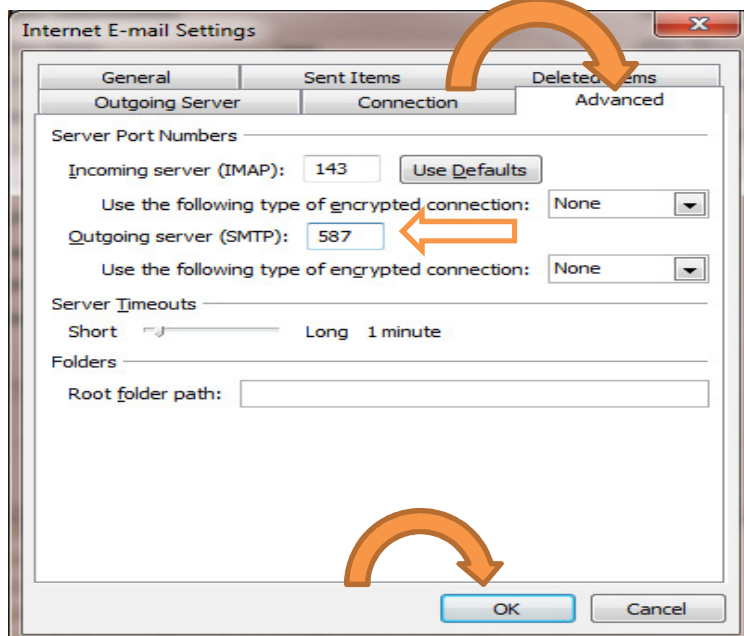 Internet E-mail Settings
General Sent Items Deleted
Outgoing Server Connection Advanced
Server Port Numbers
Incoming server (IMAP): 143 Use Defaults
Use the following type of encrypted connection: None
Outgoing server (SMTP): 587
Use the following type of encrypted connection: None
Server Timeouts
Short Long 1 minute
Folders
Root folder path:
OK Cancel